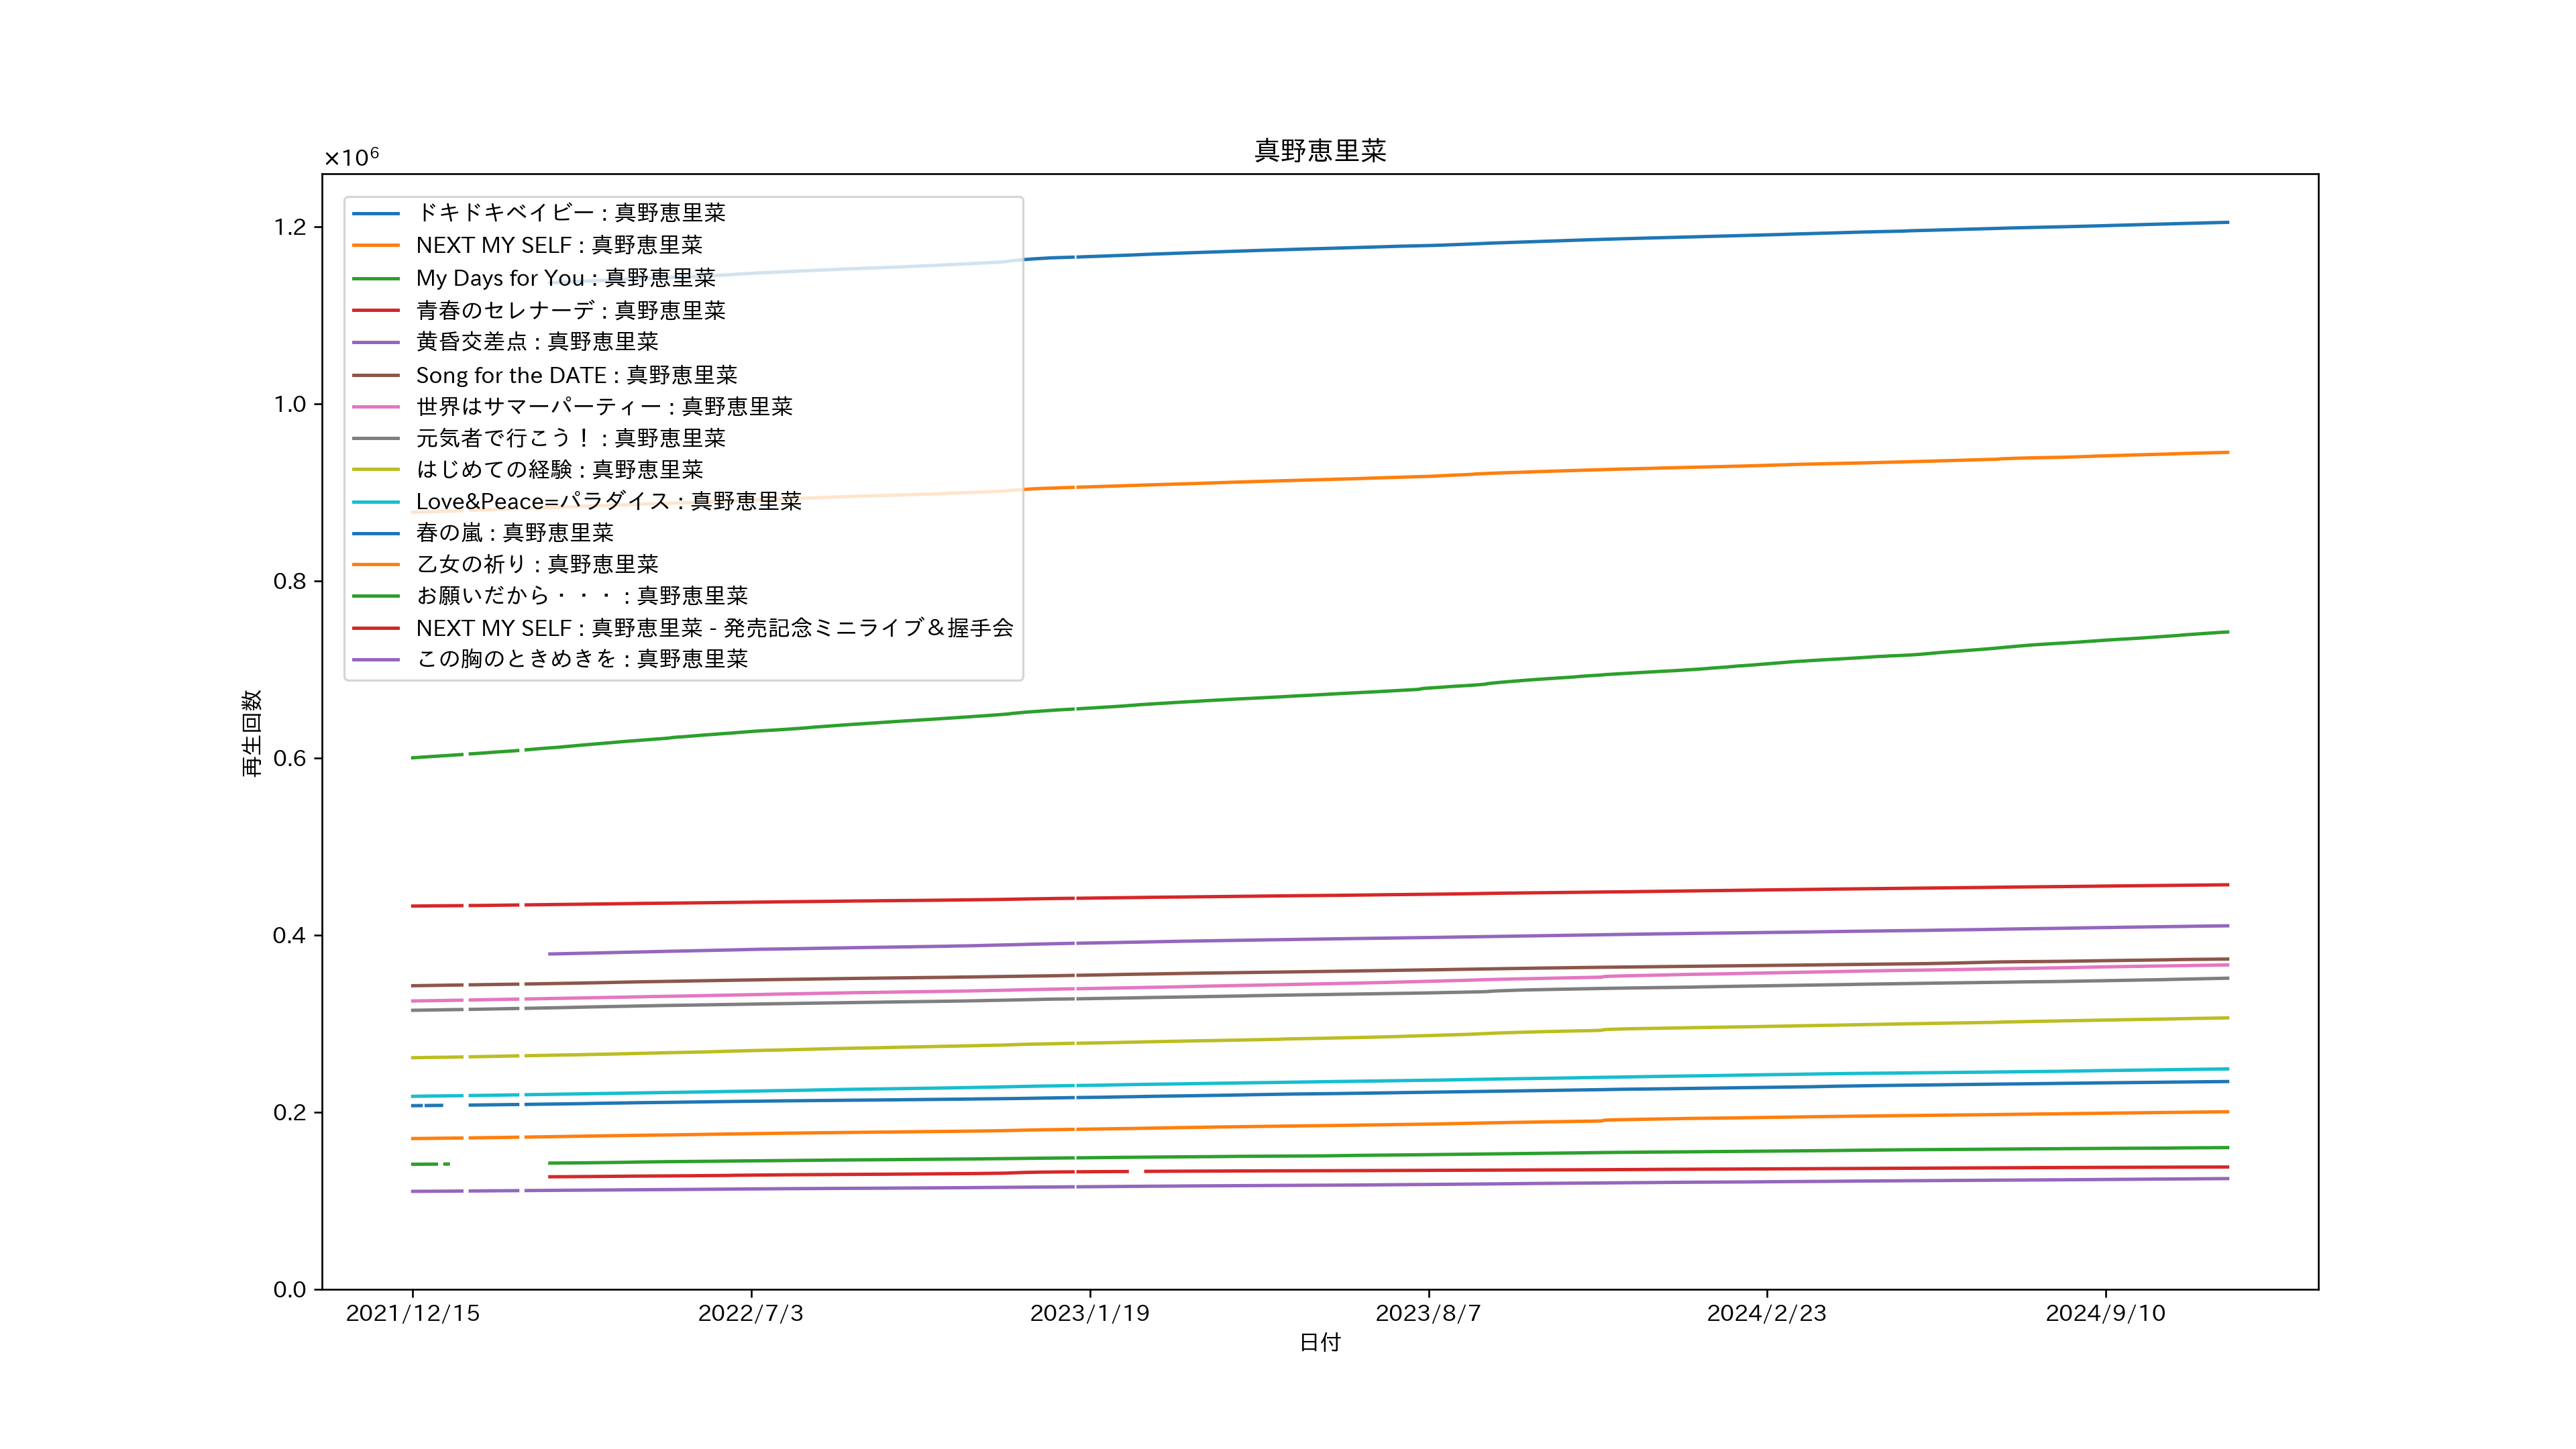 真野恵里菜
×10⁶
1.2
1.0
0.8
0.6
0.4
0.2
0.0
再生回数
ドキドキベイビー : 真野恵里菜
NEXT MY SELF : 真野恵里菜
My Days for You : 真野恵里菜
青春のセレナーデ : 真野恵里菜
黄昏交差点 : 真野恵里菜
Song for the DATE : 真野恵里菜
世界はサマーパーティー : 真野恵里菜
元気者で行こう！ : 真野恵里菜
はじめての経験 : 真野恵里菜
Love&Peace=パラダイス : 真野恵里菜
春の嵐 : 真野恵里菜
乙女の祈り : 真野恵里菜
お願いだから・・・ : 真野恵里菜
NEXT MY SELF : 真野恵里菜 - 発売記念ミニライブ＆握手会
この胸のときめきを : 真野恵里菜
2021/12/15
2022/7/3
2023/1/19
2023/8/7
2024/2/23
2024/9/10
日付